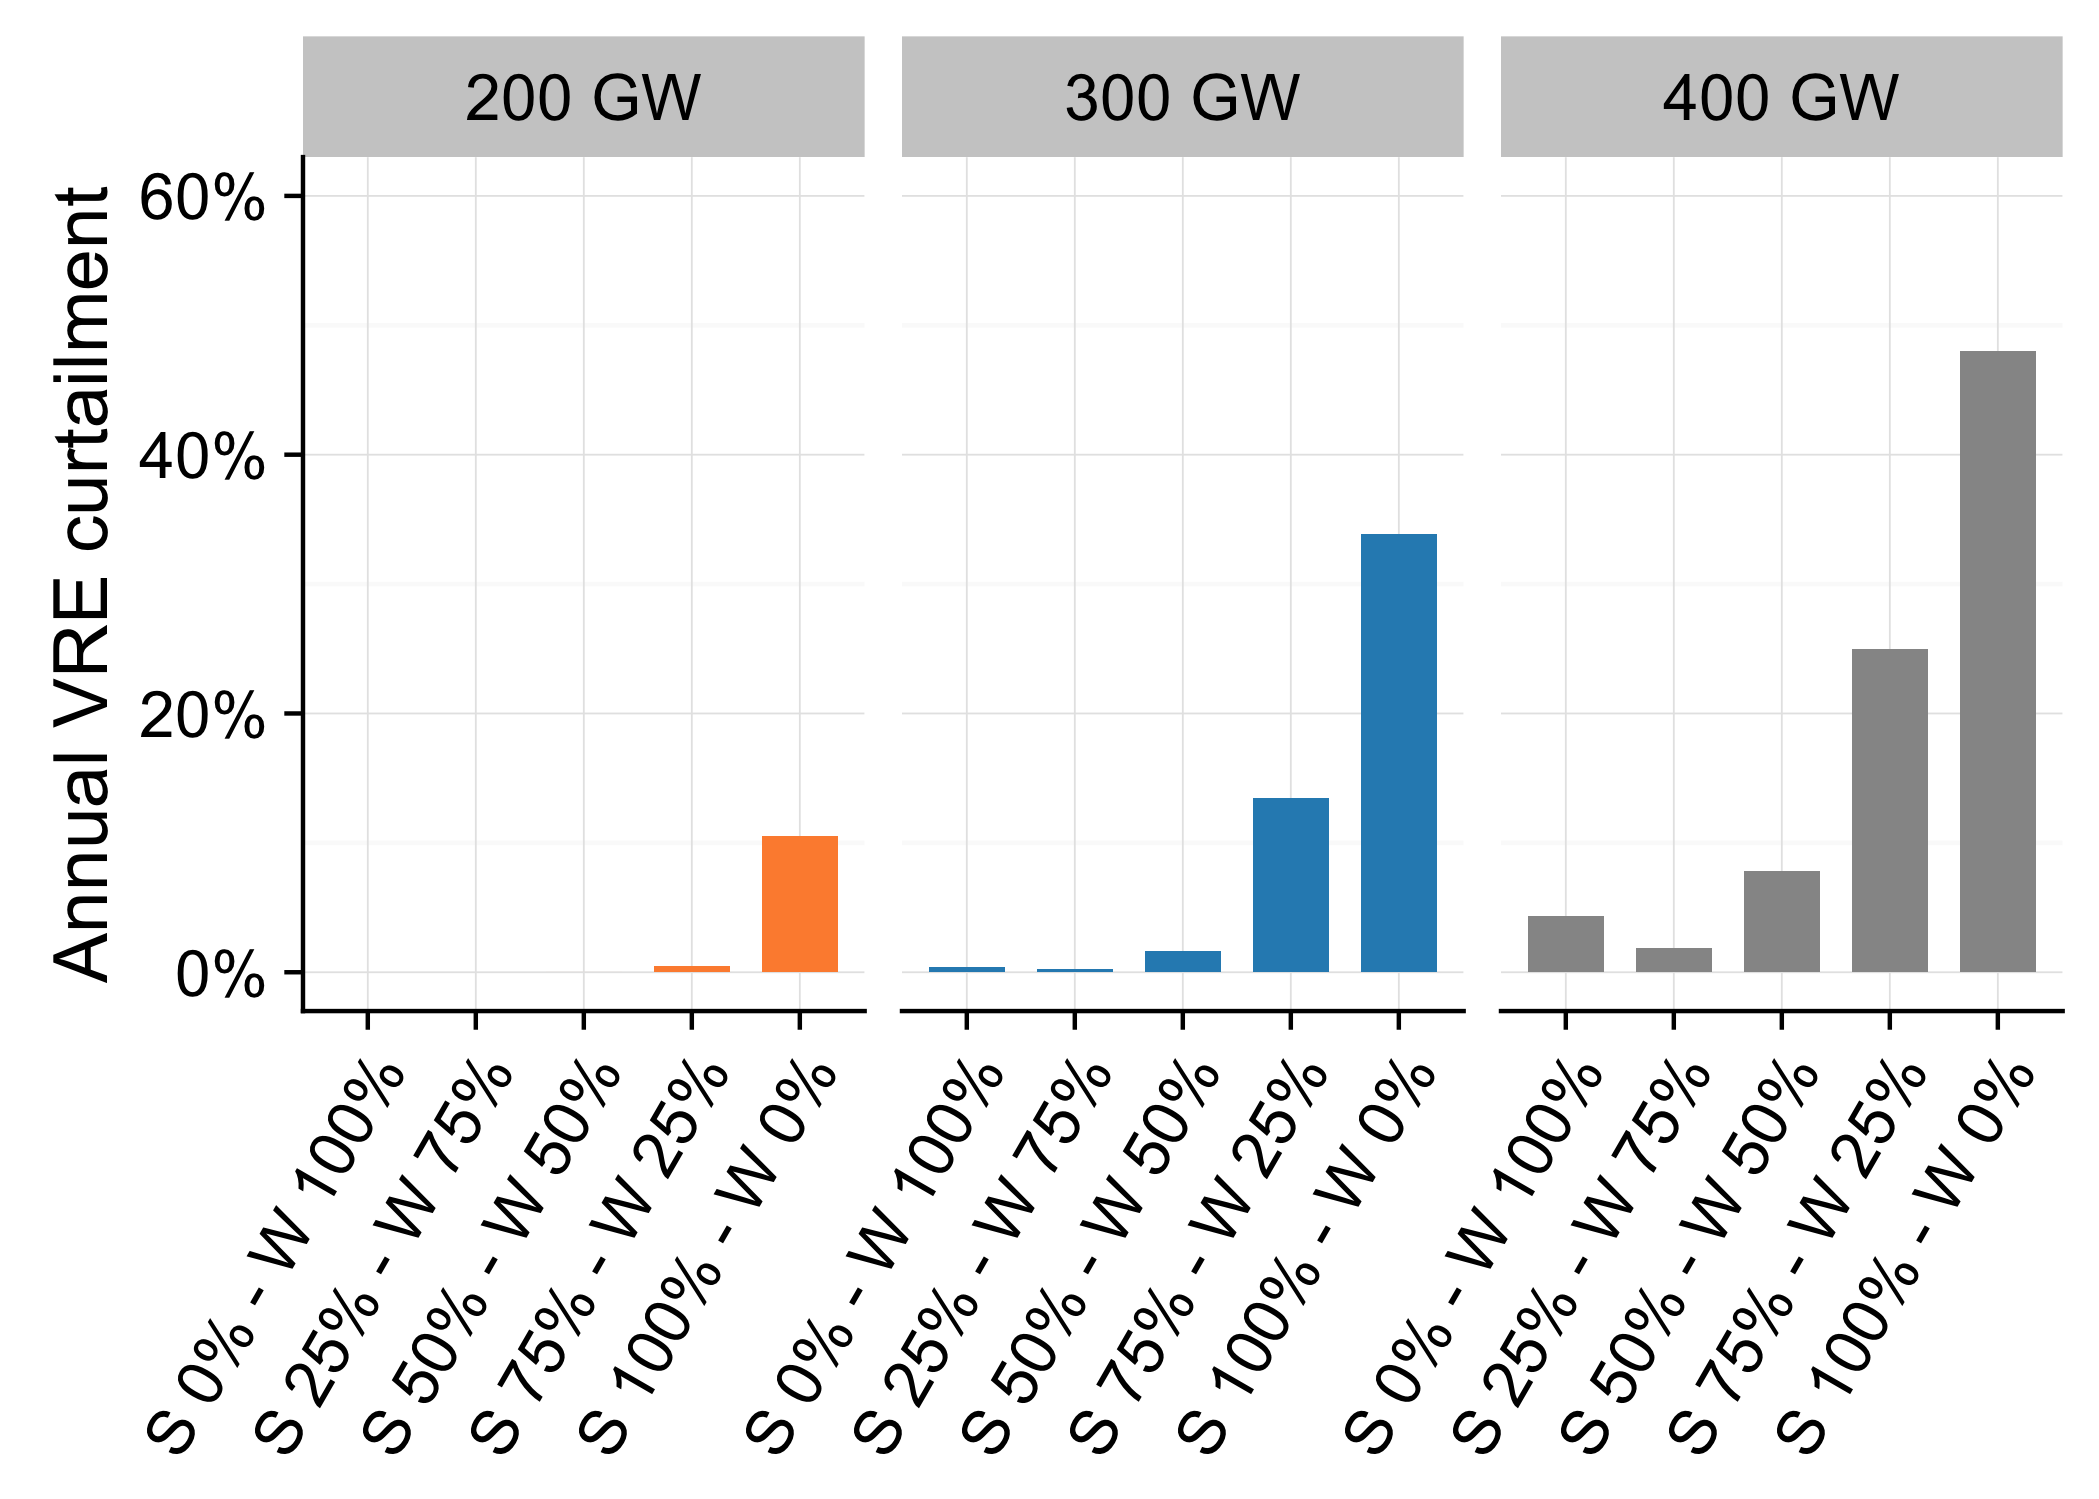 200 GW
300 GW
400 GW
Annual VRE curtailment
60%
40%
20%
0%
S 0% - W 100%
S 25% - W 75%
S 50% - W 50%
S 75% - W 25%
S 100% - W 0%
S 0% - W 100%
S 25% - W 75%
S 50% - W 50%
S 75% - W 25%
S 100% - W 0%
S 0% - W 100%
S 25% - W 75%
S 50% - W 50%
S 75% - W 25%
S 100% - W 0%